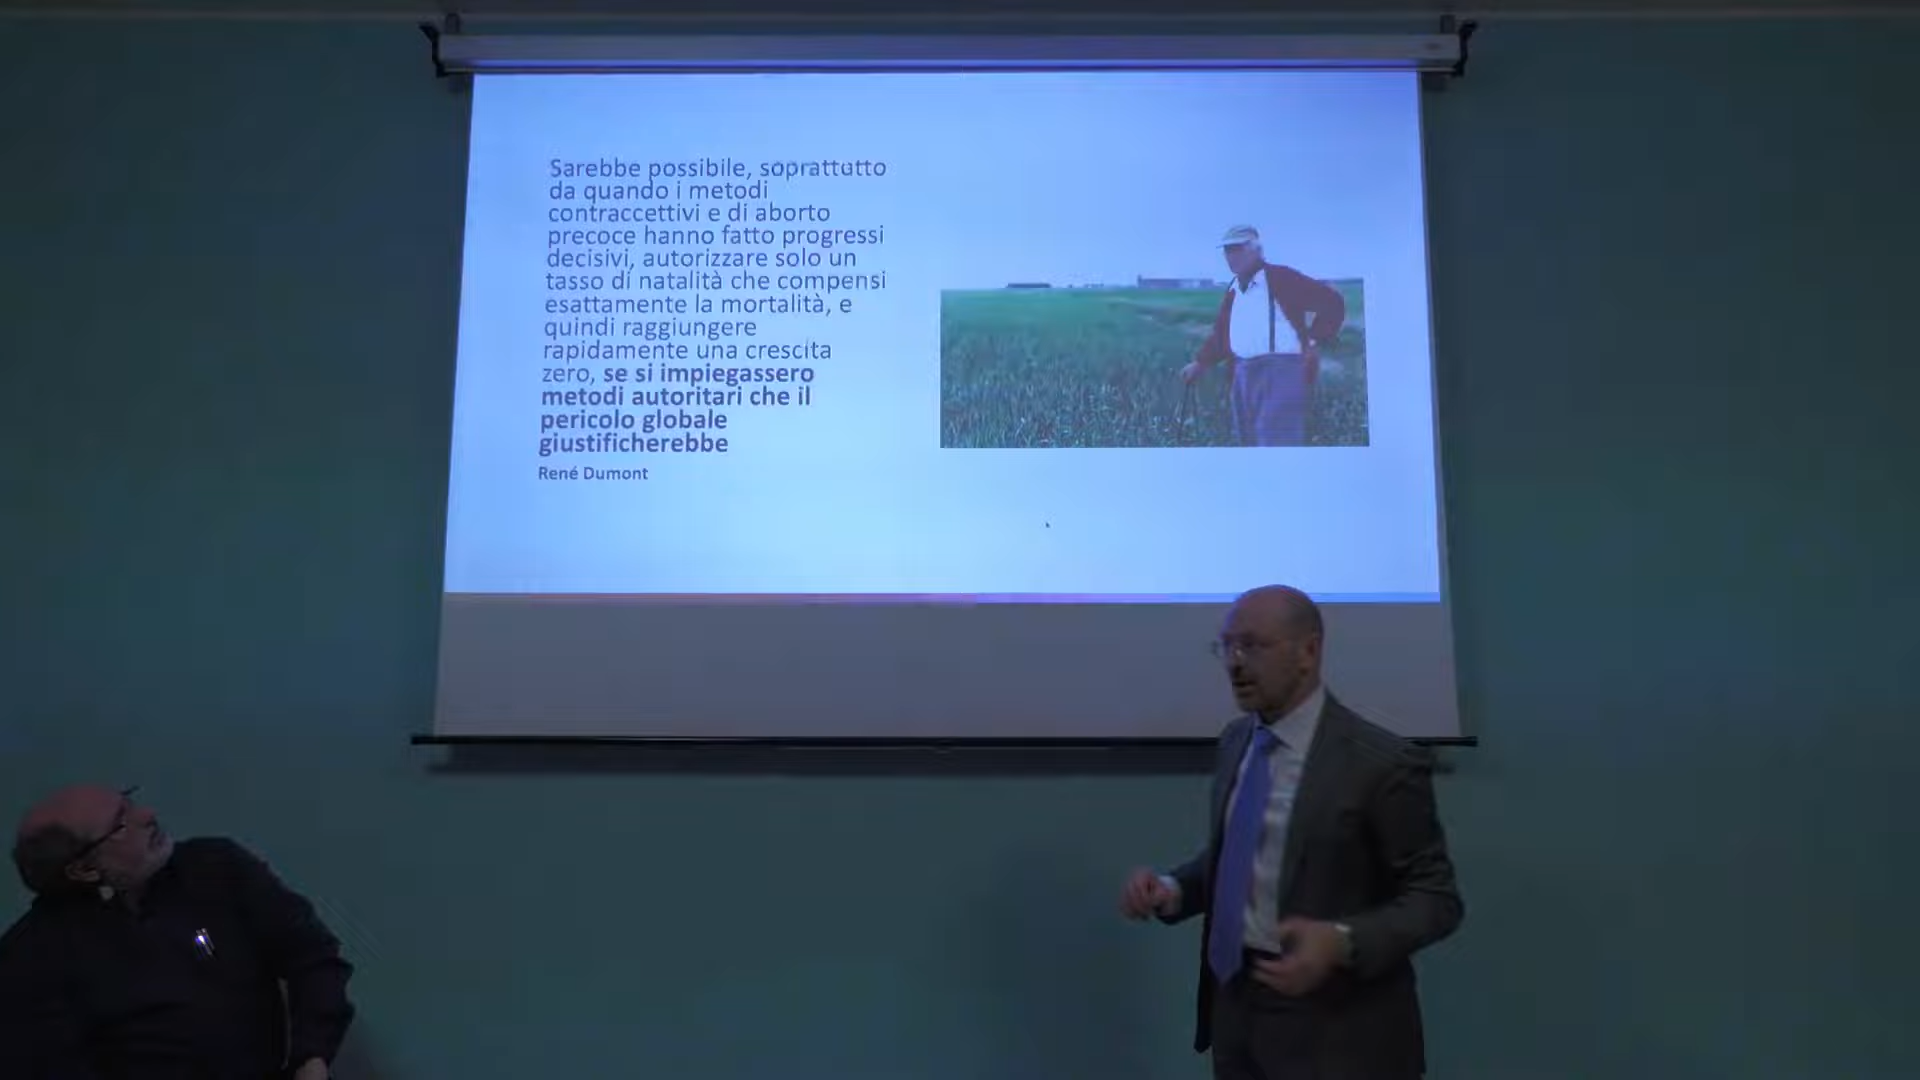 Sarebbe possibile, soprattutto
da quando i metodi
contraccettivi e di aborto
precoce hanno fatto progressi
decisivi, autorizzare solo un
tasso di natalità che compensi
esattamente la mortalità, e
quindi raggiungere
rapidamente una crescita
zero, se si impiegassero
metodi autoritari che il
pericolo globale
giustificherebbe
René Dumont